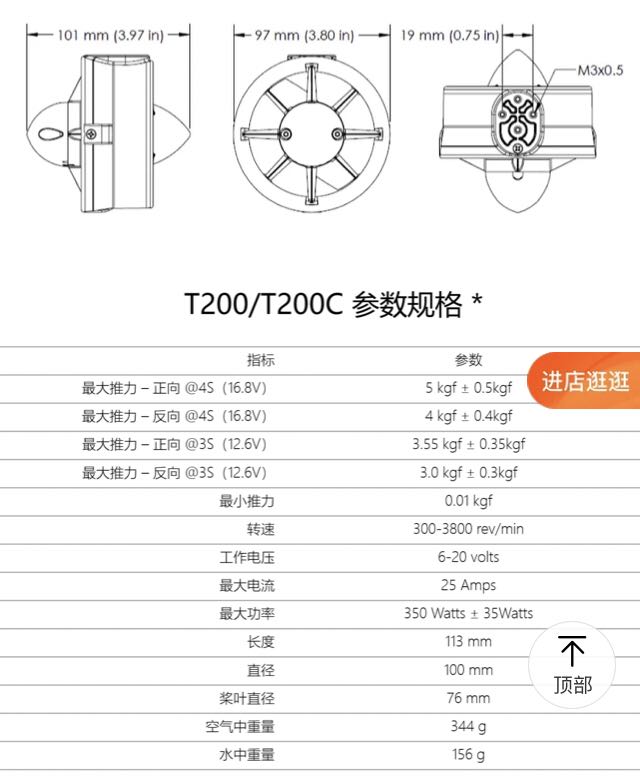 101 mm (3.97 in)
97 mm (3.80 in)
19 mm (0.75 in)
M3x0.5
T200/T200C 参数规格 *
指标 参数
最大推力 – 正向 @4S（16.8V） 5 kgf ± 0.5kgf
最大推力 – 反向 @4S（16.8V） 4 kgf ± 0.4kgf
最大推力 – 正向 @3S（12.6V） 3.55 kgf ± 0.35kgf
最大推力 – 反向 @3S（12.6V） 3.0 kgf ± 0.3kgf
最小推力 0.01 kgf
转速 300-3800 rev/min
工作电压 6-20 volts
最大电流 25 Amps
最大功率 350 Watts ± 35Watts
长度 113 mm
直径 100 mm
桨叶直径 76 mm
空气中重量 344 g
水中重量 156 g
进店逛逛
顶部